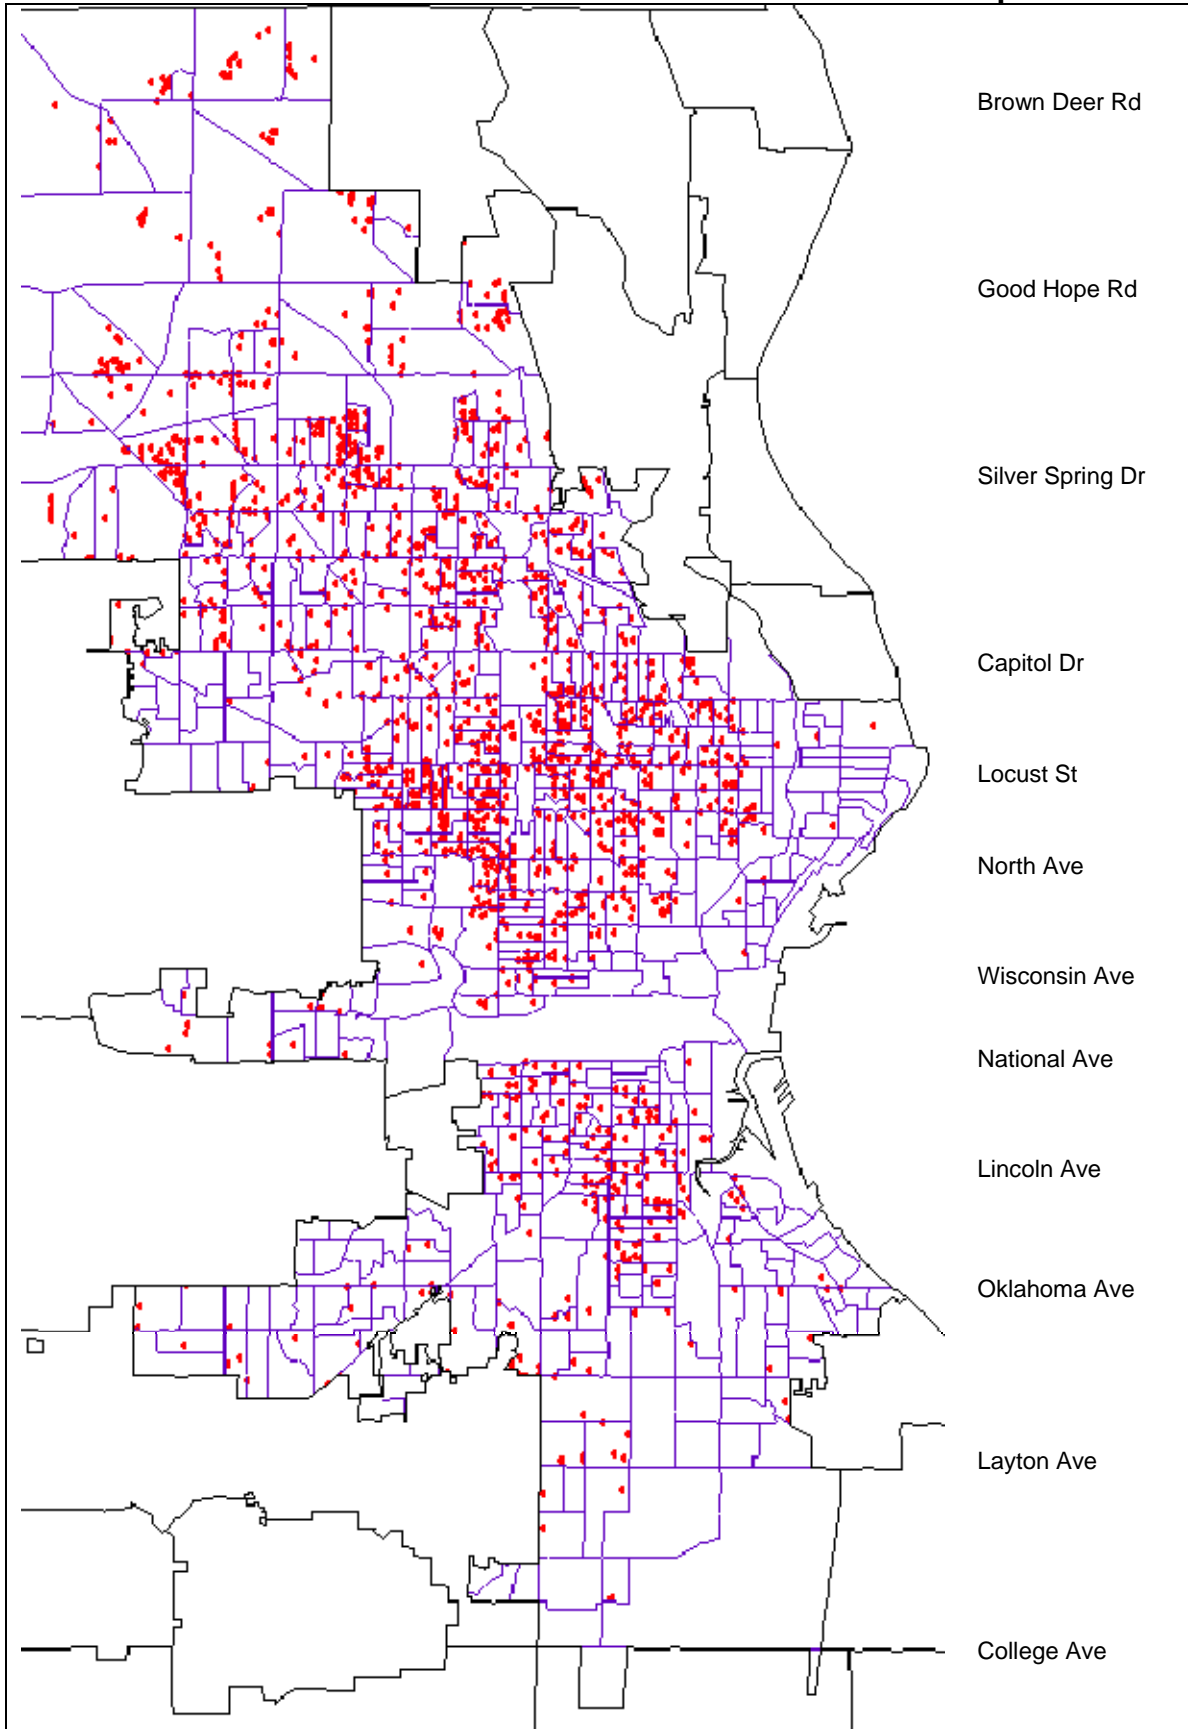 Brown Deer Rd
Good Hope Rd
Silver Spring Dr
Capitol Dr
Locust St
North Ave
Wisconsin Ave
National Ave
Lincoln Ave
Oklahoma Ave
Layton Ave
College Ave